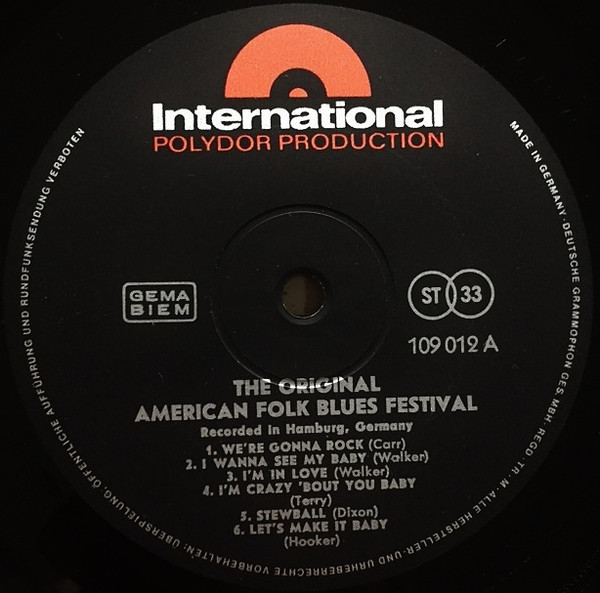 International
POLYDOR PRODUCTION
GEMA
BIEM
ST 33
109 012 A
THE ORIGINAL
AMERICAN FOLK BLUES FESTIVAL
Recorded in Hamburg, Germany
1. WE'RE GONNA ROCK (Carr)
2. I WANNA SEE MY BABY (Walker)
3. I'M IN LOVE (Walker)
4. I'M CRAZY 'BOUT YOU BABY
(Terry)
5. STEWBALL (Dixon)
6. LET'S MAKE IT BABY
(Hooker)
MADE IN GERMANY · DEUTSCHE GRAMMOPHON GES MBH · REGD. TR. M · ALLE HERSTELLER- UND URHEBERRECHTE VORBEHALTEN: ÜBERSPIELUNG, ÖFFENTLICHE AUFFÜHRUNG UND RUNDFUNKSENDUNG VERBOTEN